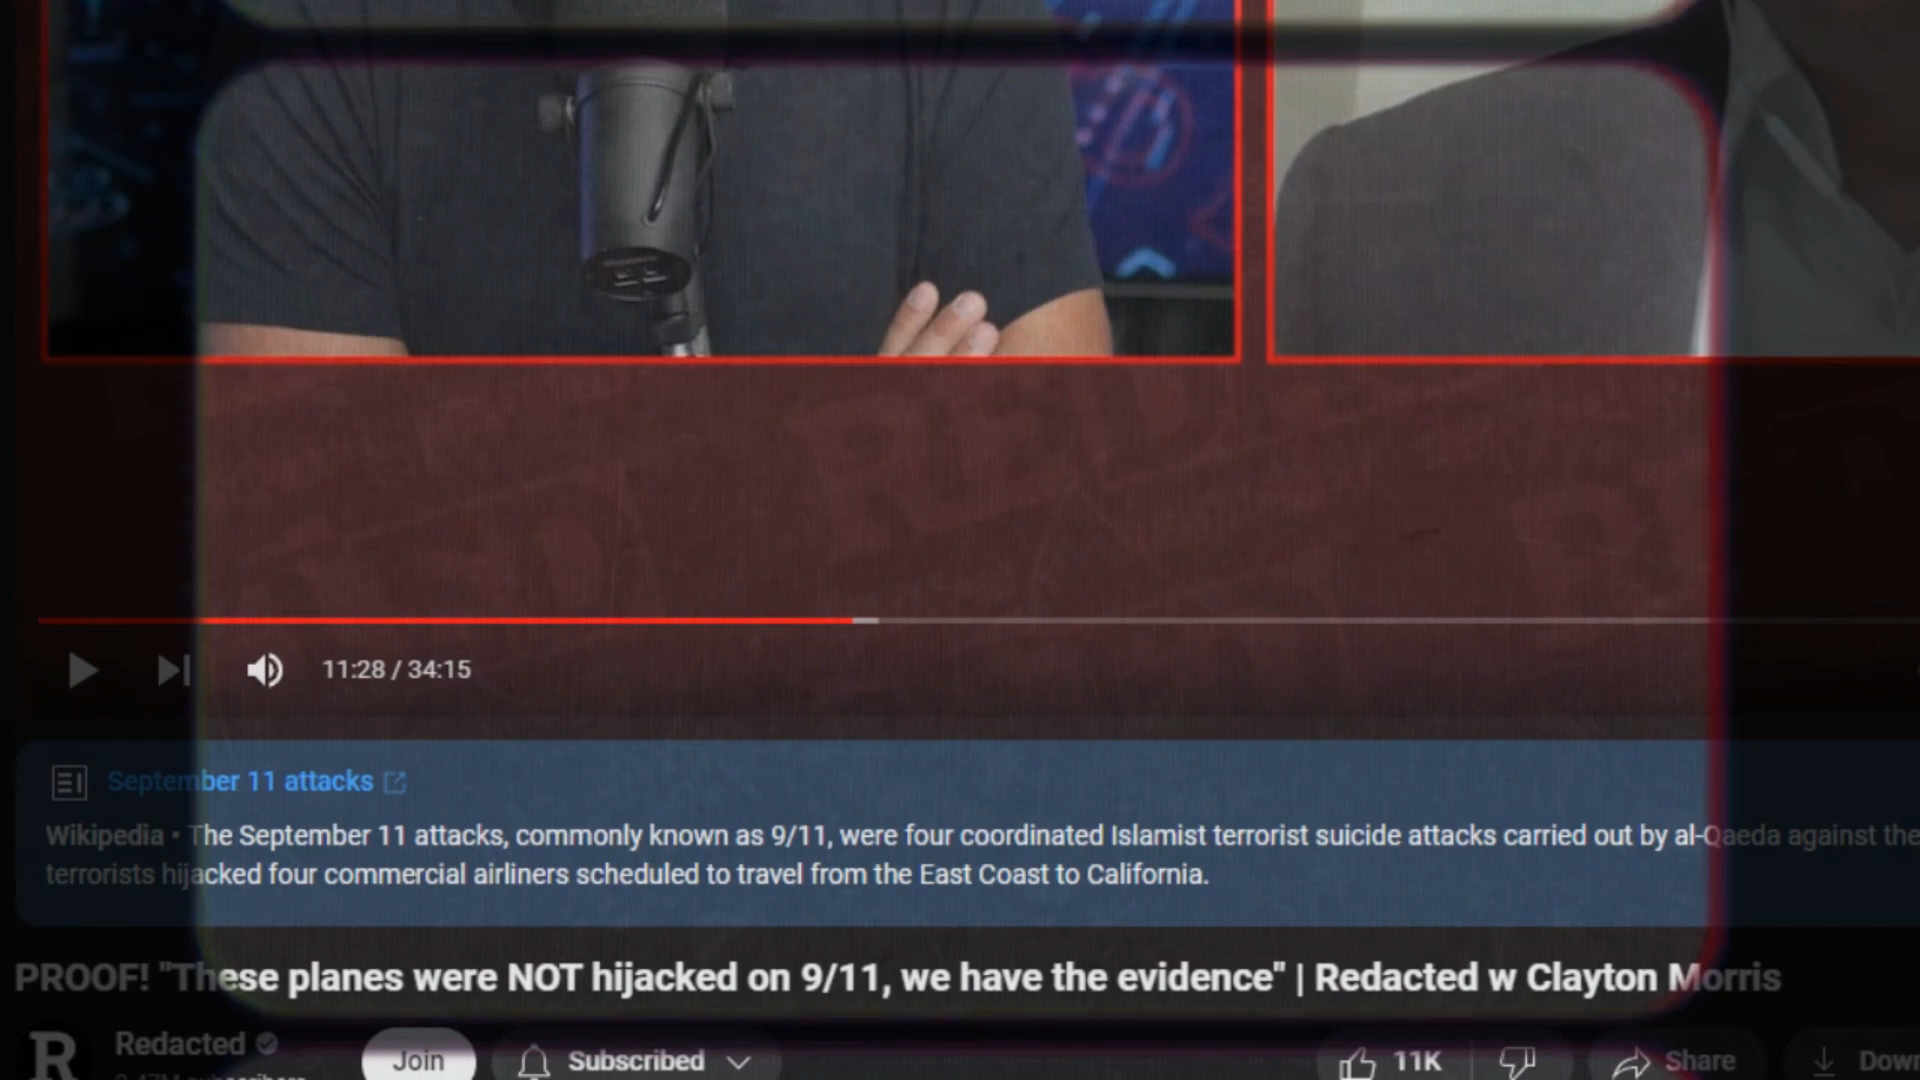 11:28 / 34:15
September 11 attacks
Wikipedia • The September 11 attacks, commonly known as 9/11, were four coordinated Islamist terrorist suicide attacks carried out by al-Qaeda against the
terrorists hijacked four commercial airliners scheduled to travel from the East Coast to California.
PROOF! "These planes were NOT hijacked on 9/11, we have the evidence" | Redacted w Clayton Morris
R Redacted
Join Subscribed 11K Share